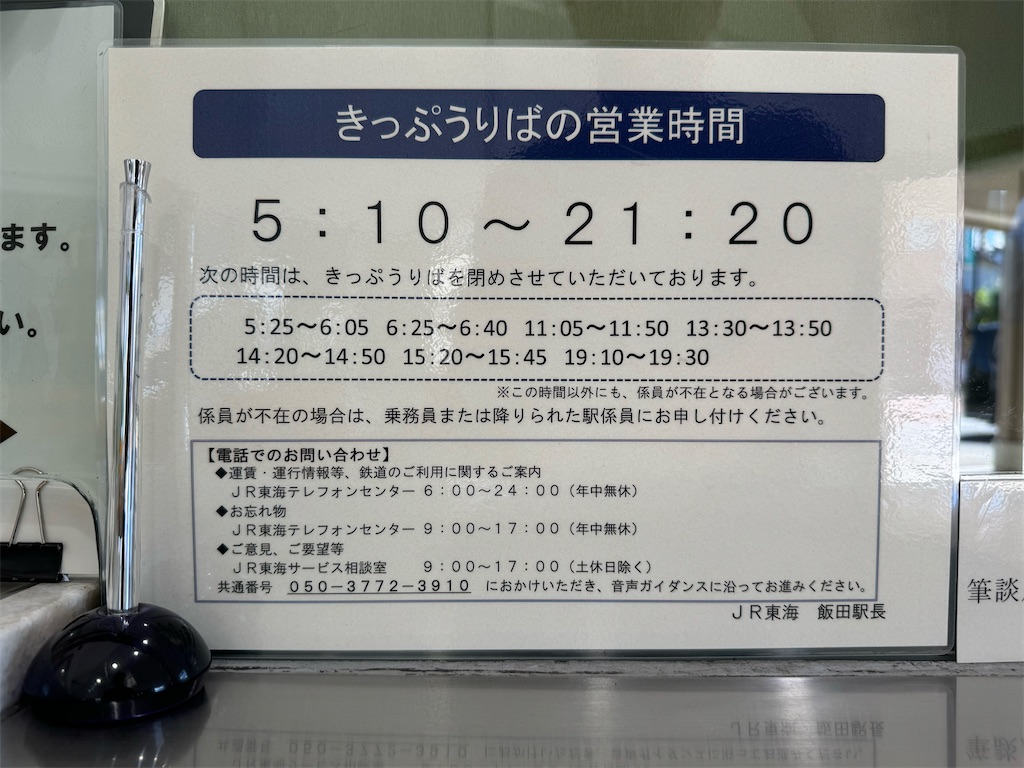 きっぷうりばの営業時間
5：10～21：20
次の時間は、きっぷうりばを閉めさせていただいております。
5:25～6:05 6:25～6:40 11:05～11:50 13:30～13:50
14:20～14:50 15:20～15:45 19:10～19:30
※この時間以外にも、係員が不在となる場合がございます。
係員が不在の場合は、乗務員または降りられた駅係員にお申し付けください。
【電話でのお問い合わせ】
◆運賃・運行情報等、鉄道のご利用に関するご案内
ＪＲ東海テレフォンセンター ６：００～２４：００（年中無休）
◆お忘れ物
ＪＲ東海テレフォンセンター ９：００～１７：００（年中無休）
◆ご意見、ご要望等
ＪＲ東海サービス相談室　９：００～１７：００（土休日除く）
共通番号　０５０－３７７２－３９１０　におかけいただき、音声ガイダンスに沿ってお進みください。
ＪＲ東海　飯田駅長
ます。
い。
筆談